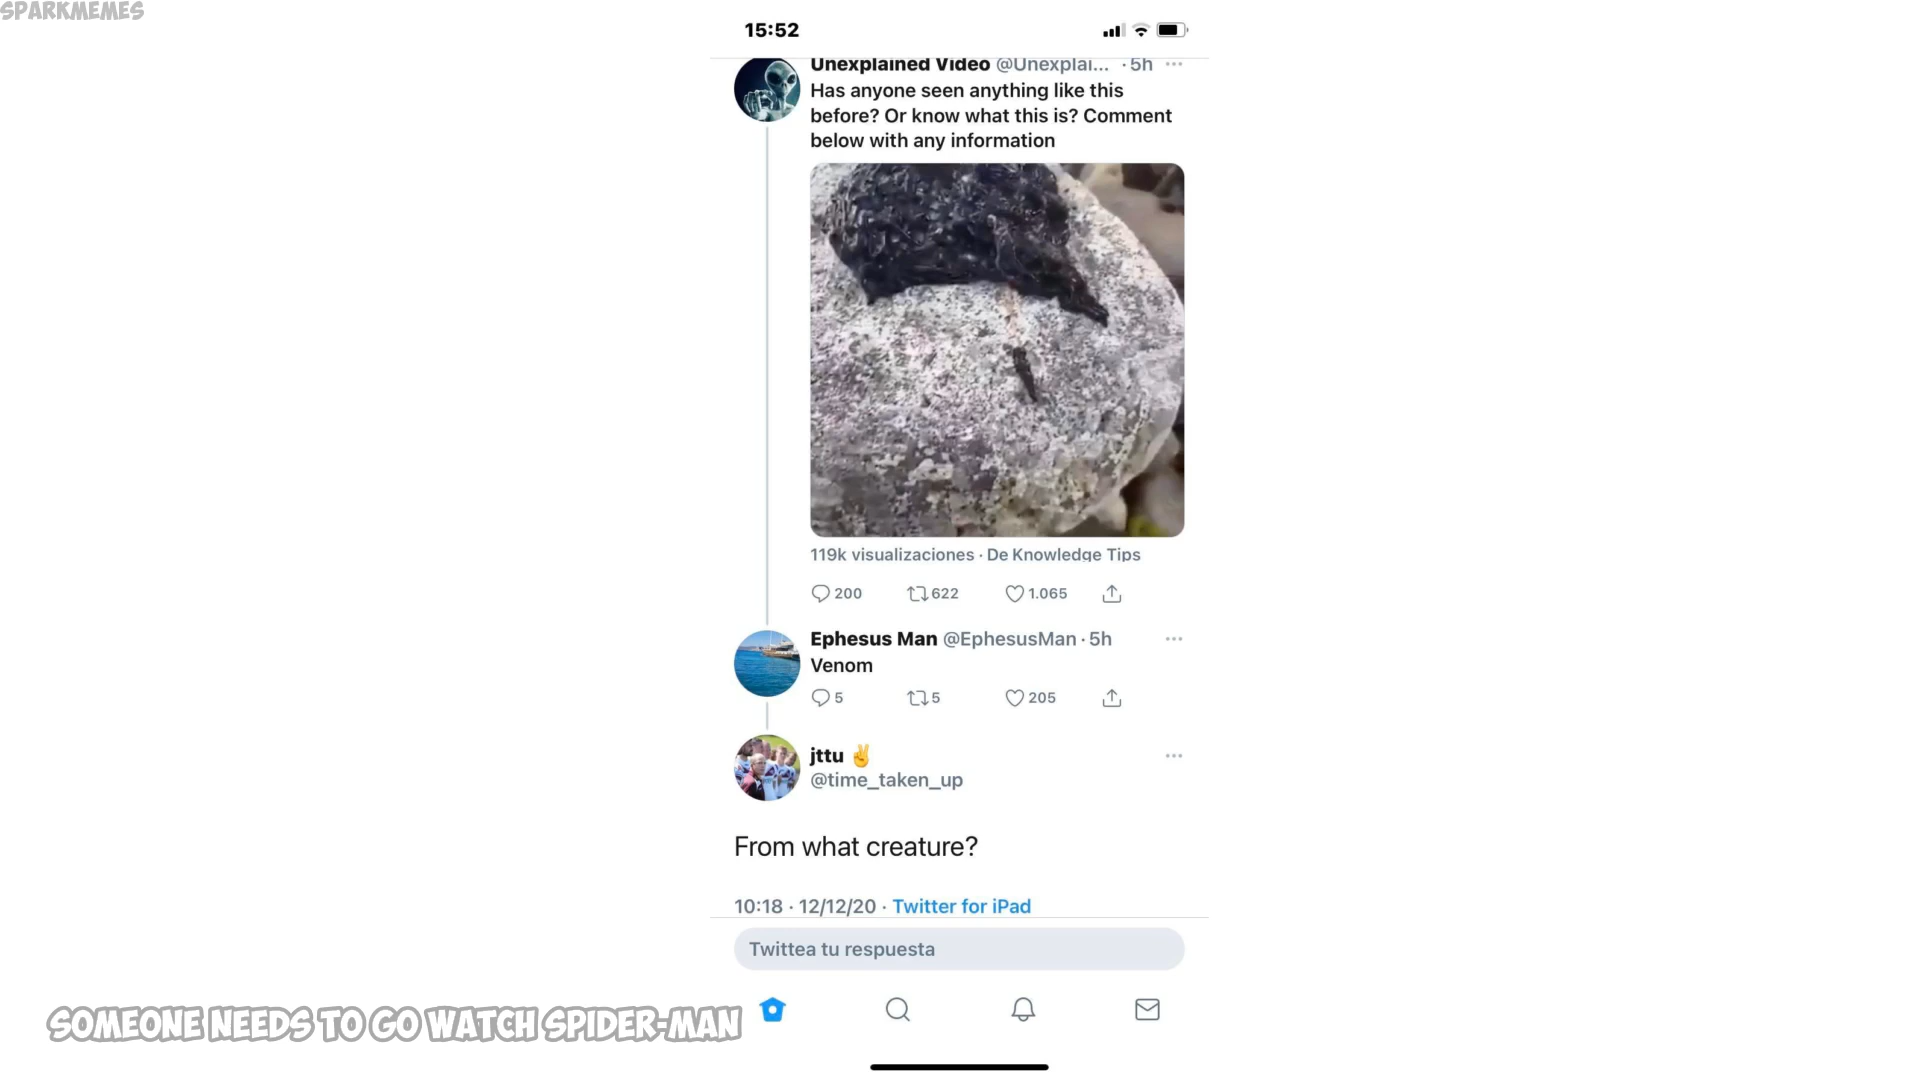 SPARKMEMES
15:52
Unexplained Video @Unexplai... · 5h
Has anyone seen anything like this
before? Or know what this is? Comment
below with any information
119k visualizaciones · De Knowledge Tips
200 622 1.065
Ephesus Man @EphesusMan · 5h
Venom
5 5 205
jttu ✌
@time_taken_up
From what creature?
10:18 · 12/12/20 · Twitter for iPad
Twittea tu respuesta
SOMEONE NEEDS TO GO WATCH SPIDER-MAN